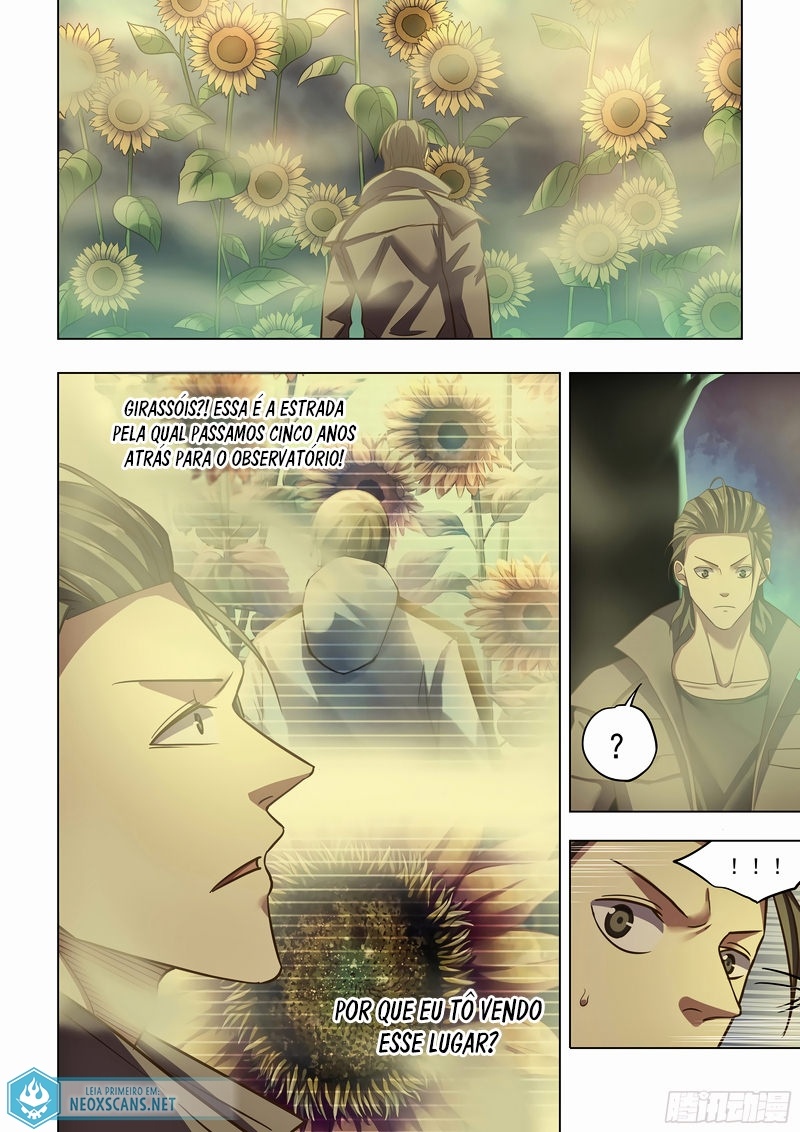 GIRASSÓIS?! ESSA É A ESTRADA
PELA QUAL PASSAMOS CINCO ANOS
ATRÁS PARA O OBSERVATÓRIO!
?
!!!
POR QUE EU TÔ VENDO
ESSE LUGAR?
LEIA PRIMEIRO EM:
NEOXSCANS.NET
腾讯动漫